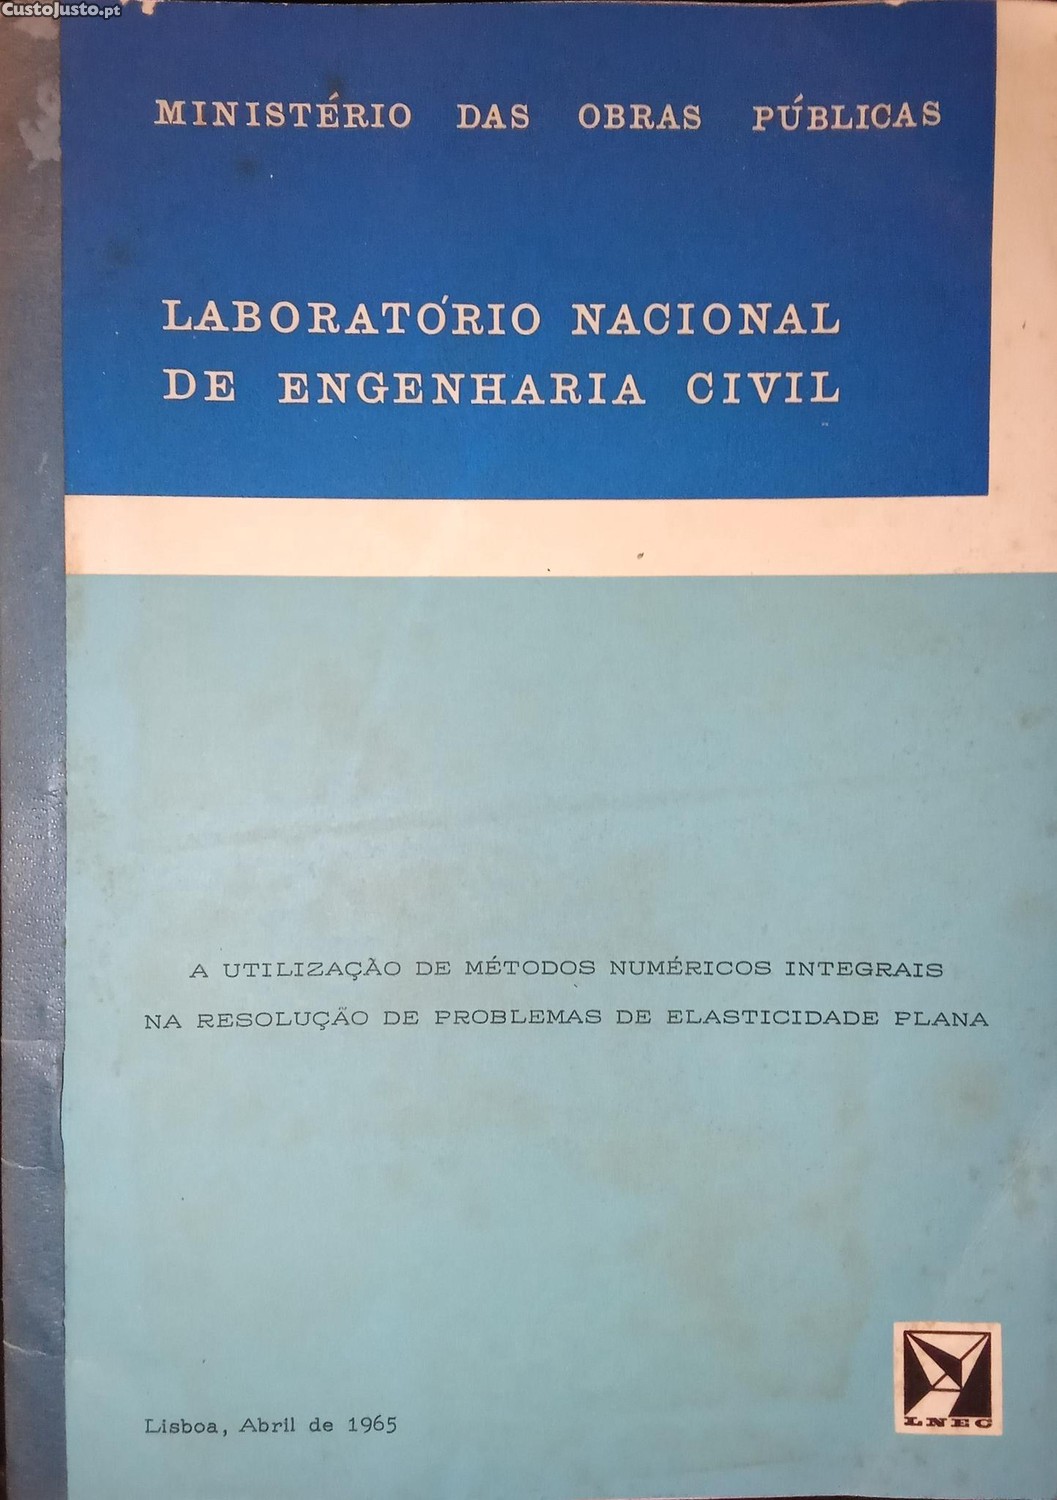 CustoJusto.pt
MINISTÉRIO DAS OBRAS PÚBLICAS
LABORATÓRIO NACIONAL
DE ENGENHARIA CIVIL
A UTILIZAÇÃO DE MÉTODOS NUMÉRICOS INTEGRAIS
NA RESOLUÇÃO DE PROBLEMAS DE ELASTICIDADE PLANA
LNEC
Lisboa, Abril de 1965